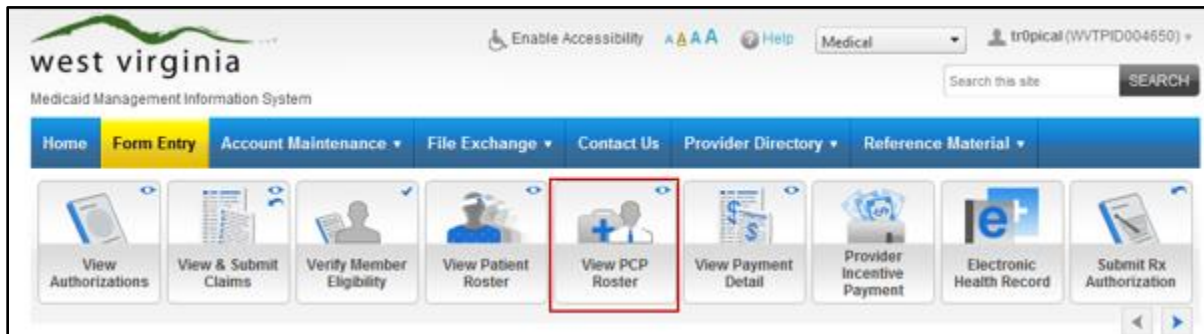 Enable Accessibility A A A A Help Medical tr0pical (WVTPID004650)
west virginia
Search this site SEARCH
Medicaid Management Information System
Home Form Entry Account Maintenance File Exchange Contact Us Provider Directory Reference Material
View Authorizations
View & Submit Claims
Verify Member Eligibility
View Patient Roster
View PCP Roster
View Payment Detail
Provider Incentive Payment
Electronic Health Record
Submit Rx Authorization